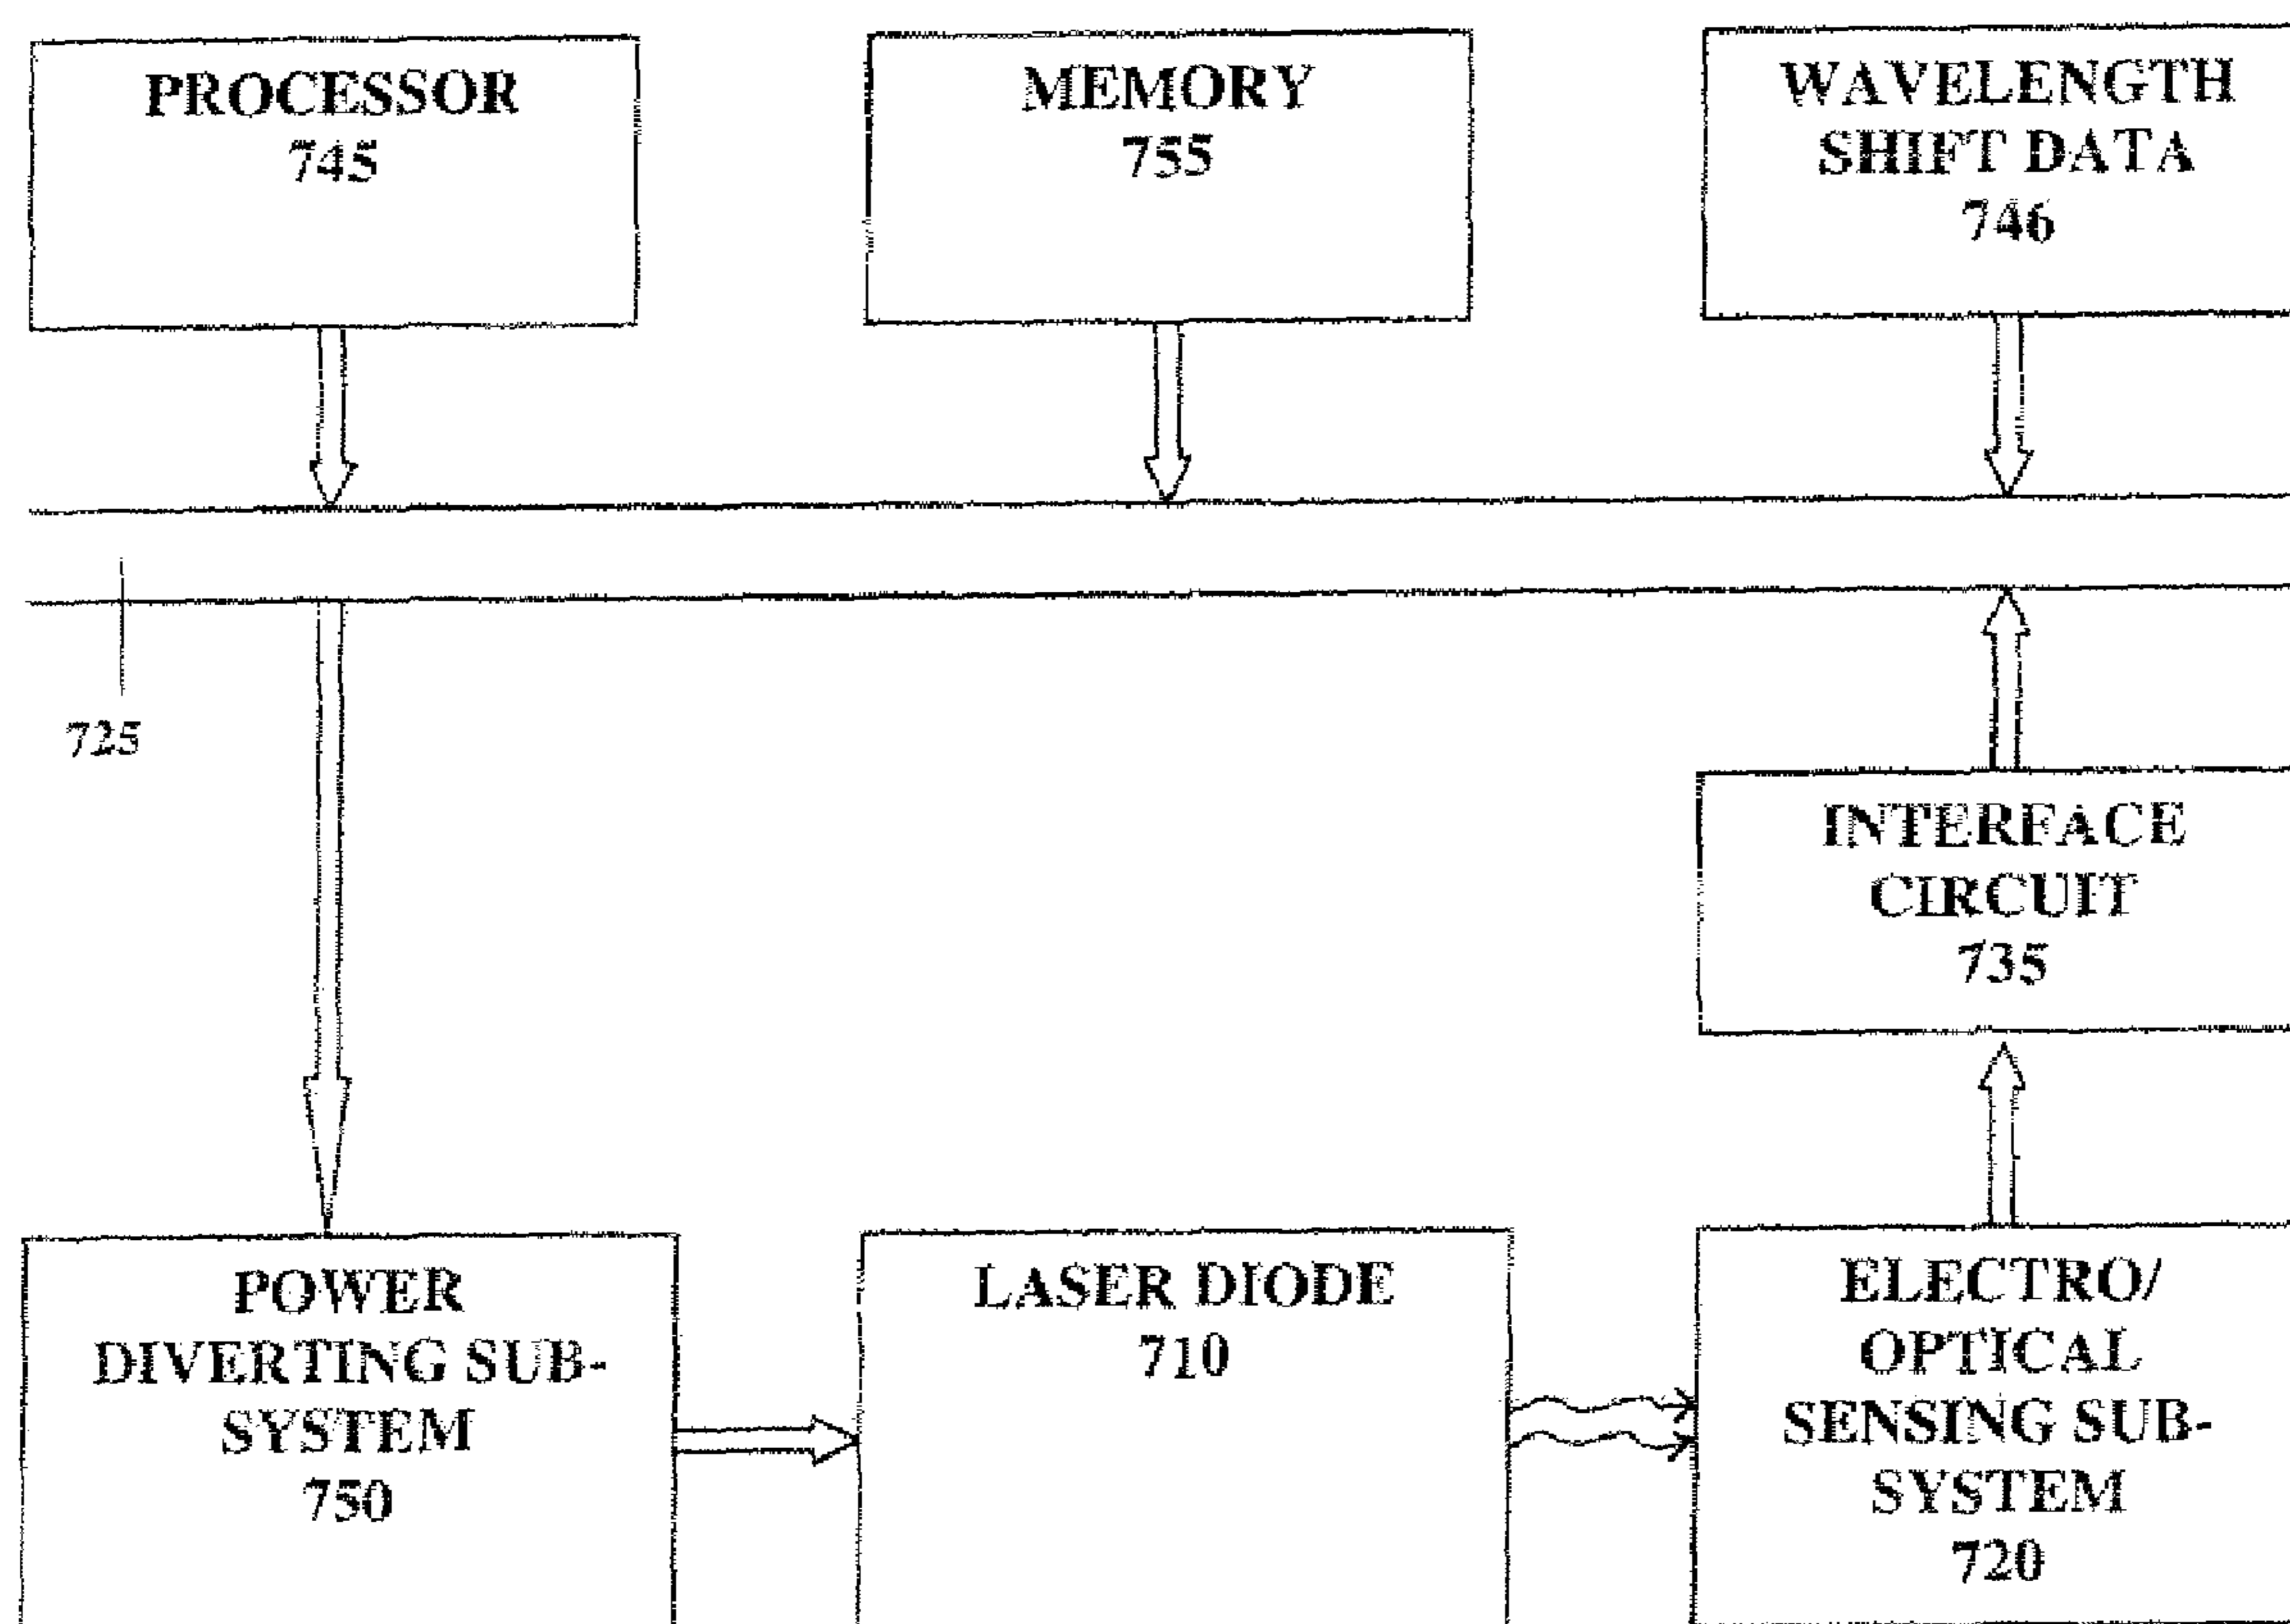 PROCESSOR
745
MEMORY
755
WAVELENGTH
SHIFT DATA
746
725
INTERFACE
CIRCUIT
735
POWER
DIVERTING SUB-
SYSTEM
750
LASER DIODE
710
ELECTRO/
OPTICAL
SENSING SUB-
SYSTEM
720